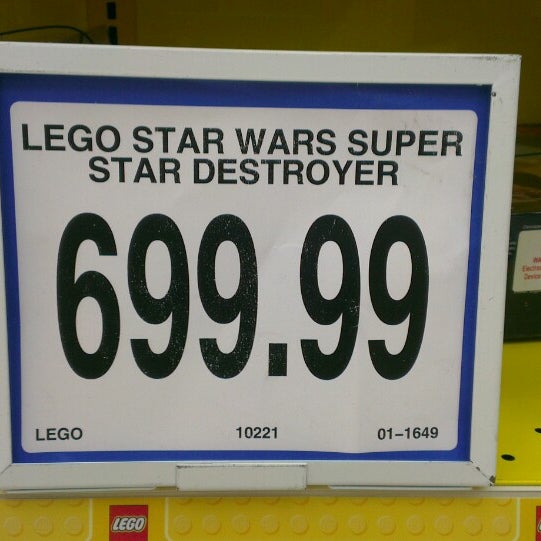 LEGO STAR WARS SUPER
STAR DESTROYER
699.99
LEGO 10221 01-1649
LEGO